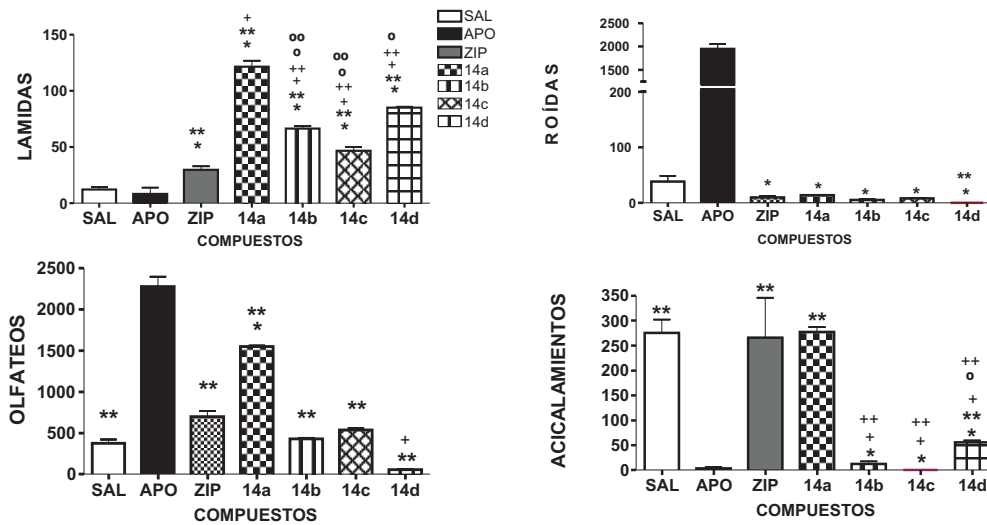 LAMIDAS
150
100
50
0
+
**
*
**
*
oo
o
++
+
**
*
oo
o
++
+
**
*
o
++
+
**
*
SAL APO ZIP 14a 14b 14c 14d
COMPUESTOS
SAL
APO
ZIP
14a
14b
14c
14d
ROÍDAS
2500
2000
1500
200
100
0
* * * * **
*
SAL APO ZIP 14a 14b 14c 14d
COMPUESTOS
OLFATEOS
2500
2000
1500
1000
500
0
**
**
**
*
**
**
+
**
SAL APO ZIP 14a 14b 14c 14d
COMPUESTOS
ACICALAMIENTOS
350
300
250
200
150
100
50
0
**
**
**
++
+
*
++
+
*
++
o
+
**
*
SAL APO ZIP 14a 14b 14c 14d
COMPUESTOS